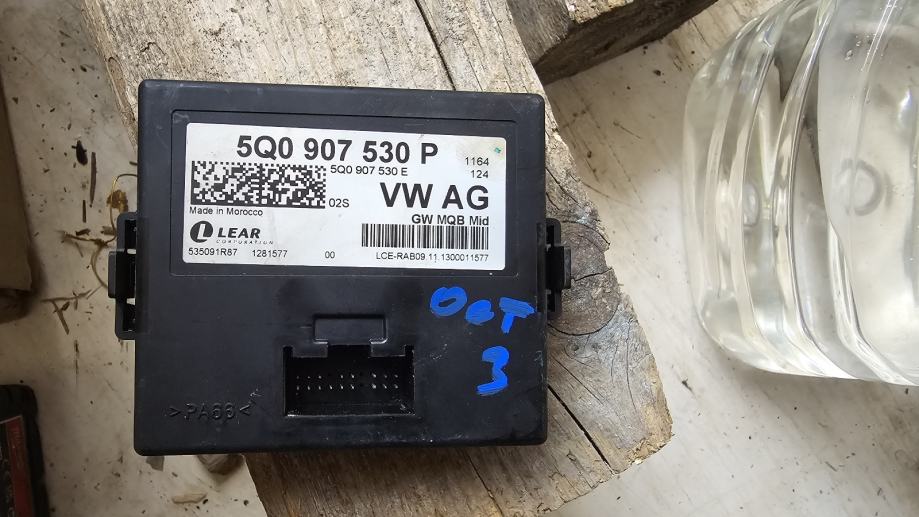 5Q0 907 530 P
1164
5Q0 907 530 E
124
02S
VW AG
Made in Morocco
GW MQB Mid
LEAR
CORPORATION
535091R87 1281577 00 LCE-RAB09.11.1300011577
OCT
3
>PA66<